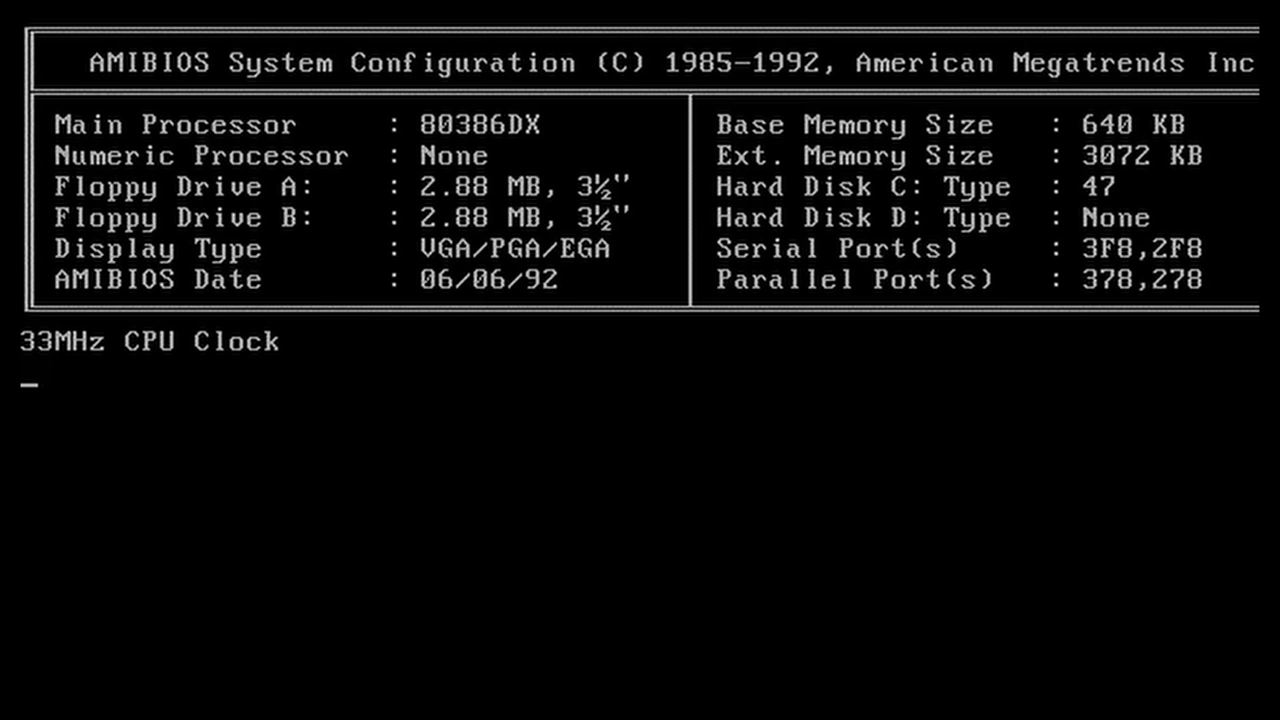 AMIBIOS System Configuration (C) 1985-1992, American Megatrends Inc
Main Processor : 80386DX Base Memory Size : 640 KB
Numeric Processor : None Ext. Memory Size : 3072 KB
Floppy Drive A: : 2.88 MB, 3½" Hard Disk C: Type : 47
Floppy Drive B: : 2.88 MB, 3½" Hard Disk D: Type : None
Display Type : VGA/PGA/EGA Serial Port(s) : 3F8,2F8
AMIBIOS Date : 06/06/92 Parallel Port(s) : 378,278
33MHz CPU Clock
_